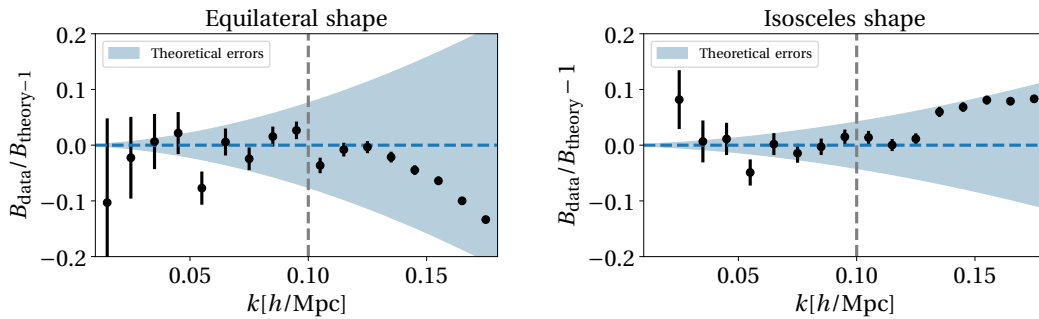 Equilateral shape
0.2
0.1
0.0
−0.1
−0.2
B_data/B_theory−1
Theoretical errors
0.05
0.10
0.15
k[h/Mpc]
Isosceles shape
0.2
0.1
0.0
−0.1
−0.2
B_data/B_theory − 1
Theoretical errors
0.05
0.10
0.15
k[h/Mpc]